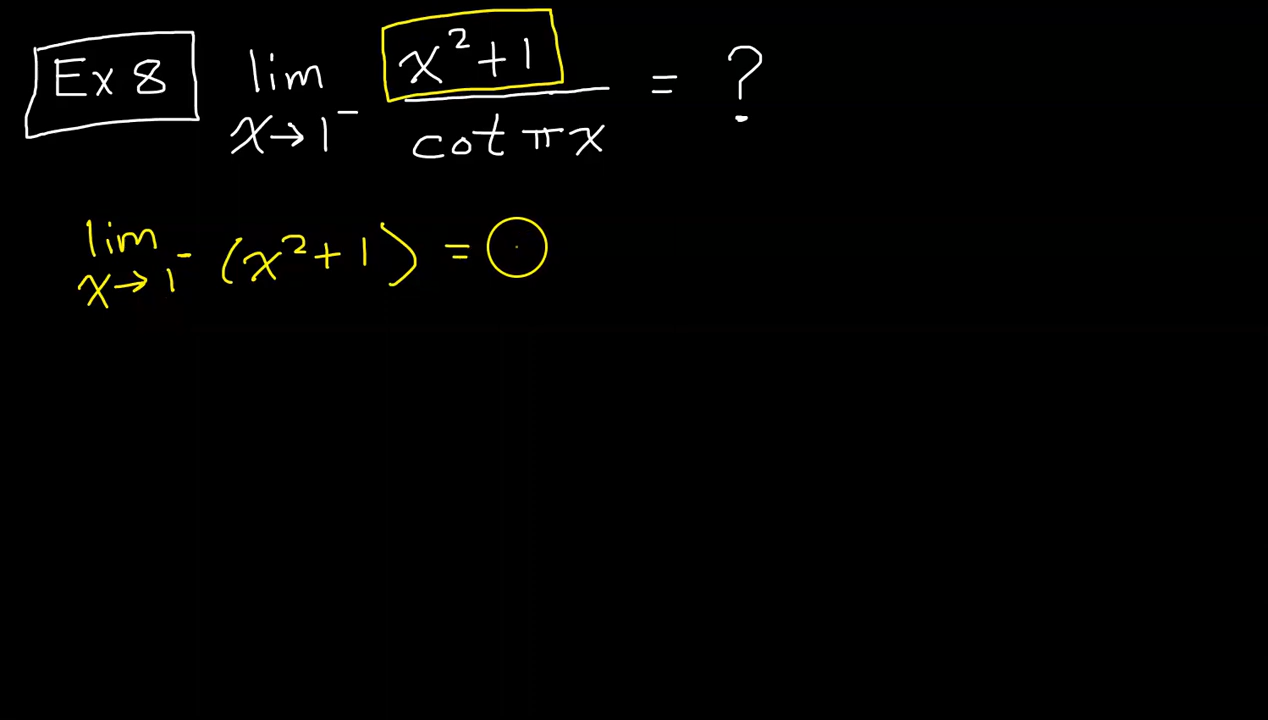 Ex 8 lim x→1⁻ x²+1 / cot πx = ?
lim x→1⁻ (x²+1) =